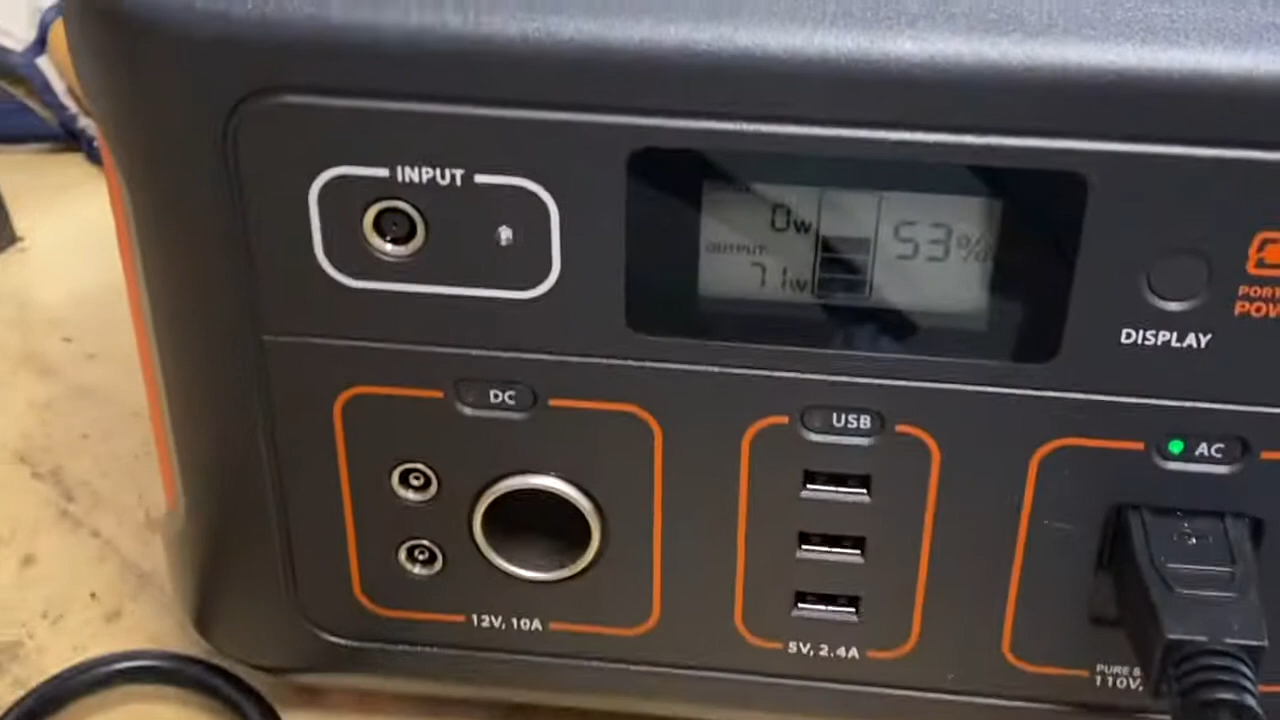 INPUT
0w
OUTPUT
71w
53%
DISPLAY
DC
USB
AC
12V, 10A
5V, 2.4A
110V,